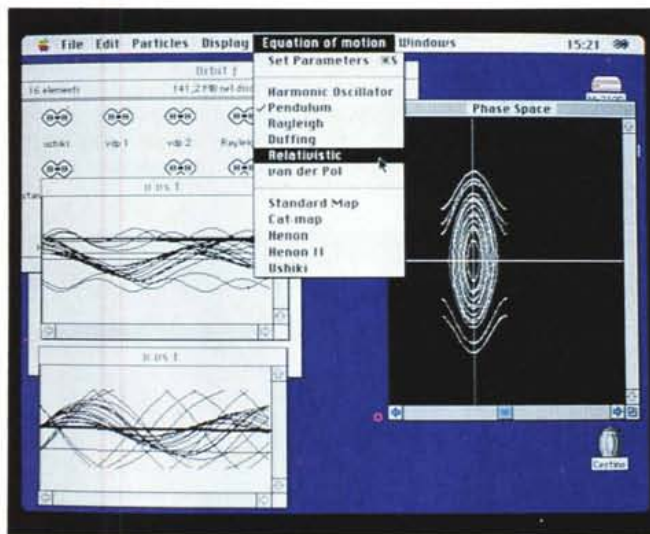 File Edit Particles Display Equation of motion Windows 15:21
Set Parameters ⌘S
Harmonic Oscillator
✓Pendulum
Rayleigh
Duffing
Relativistic
van der Pol
Standard Map
Cat-map
Henon
Henon II
Ushiki
Orbit ƒ
16 elementi
ushiki vdp 1 vdp 2
Phase Space
Cestino